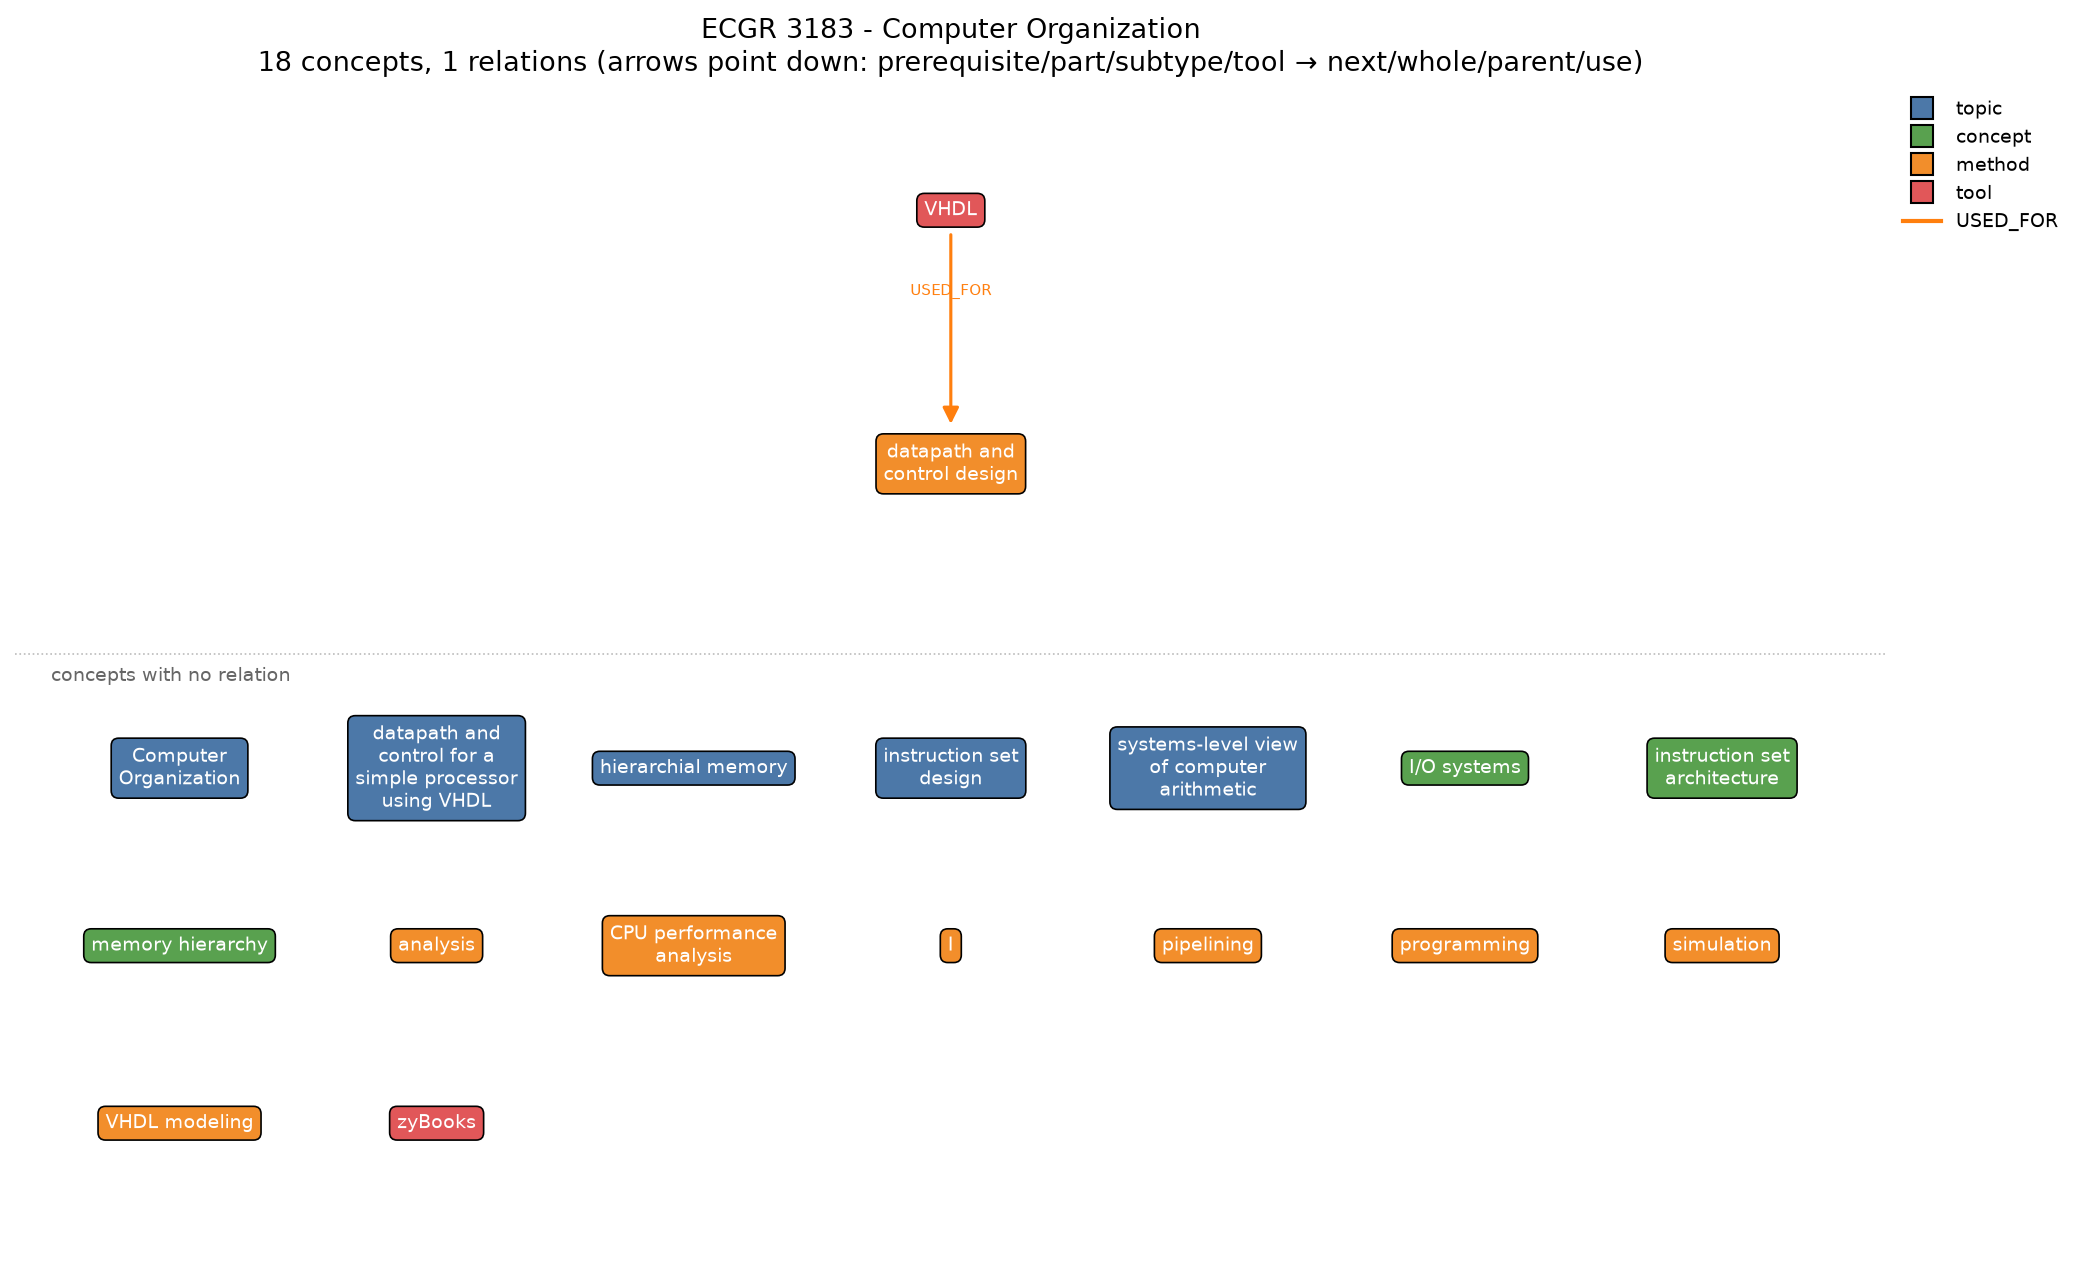 ECGR 3183 - Computer Organization
18 concepts, 1 relations (arrows point down: prerequisite/part/subtype/tool → next/whole/parent/use)
topic
concept
method
tool
USED_FOR
VHDL
USED_FOR
datapath and
control design
concepts with no relation
Computer
Organization
datapath and
control for a
simple processor
using VHDL
hierarchial memory
instruction set
design
systems-level view
of computer
arithmetic
I/O systems
instruction set
architecture
memory hierarchy
analysis
CPU performance
analysis
I
pipelining
programming
simulation
VHDL modeling
zyBooks